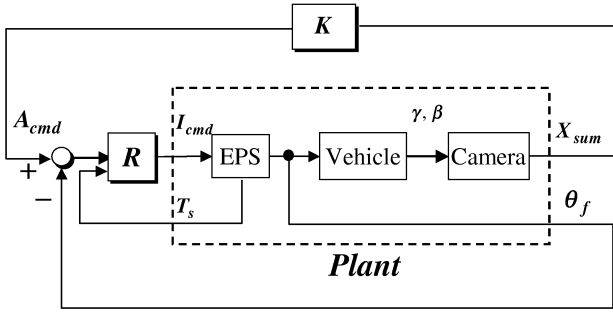 K
A_cmd
+
−
R
I_cmd
EPS
T_s
Vehicle
γ, β
Camera
X_sum
θ_f
Plant